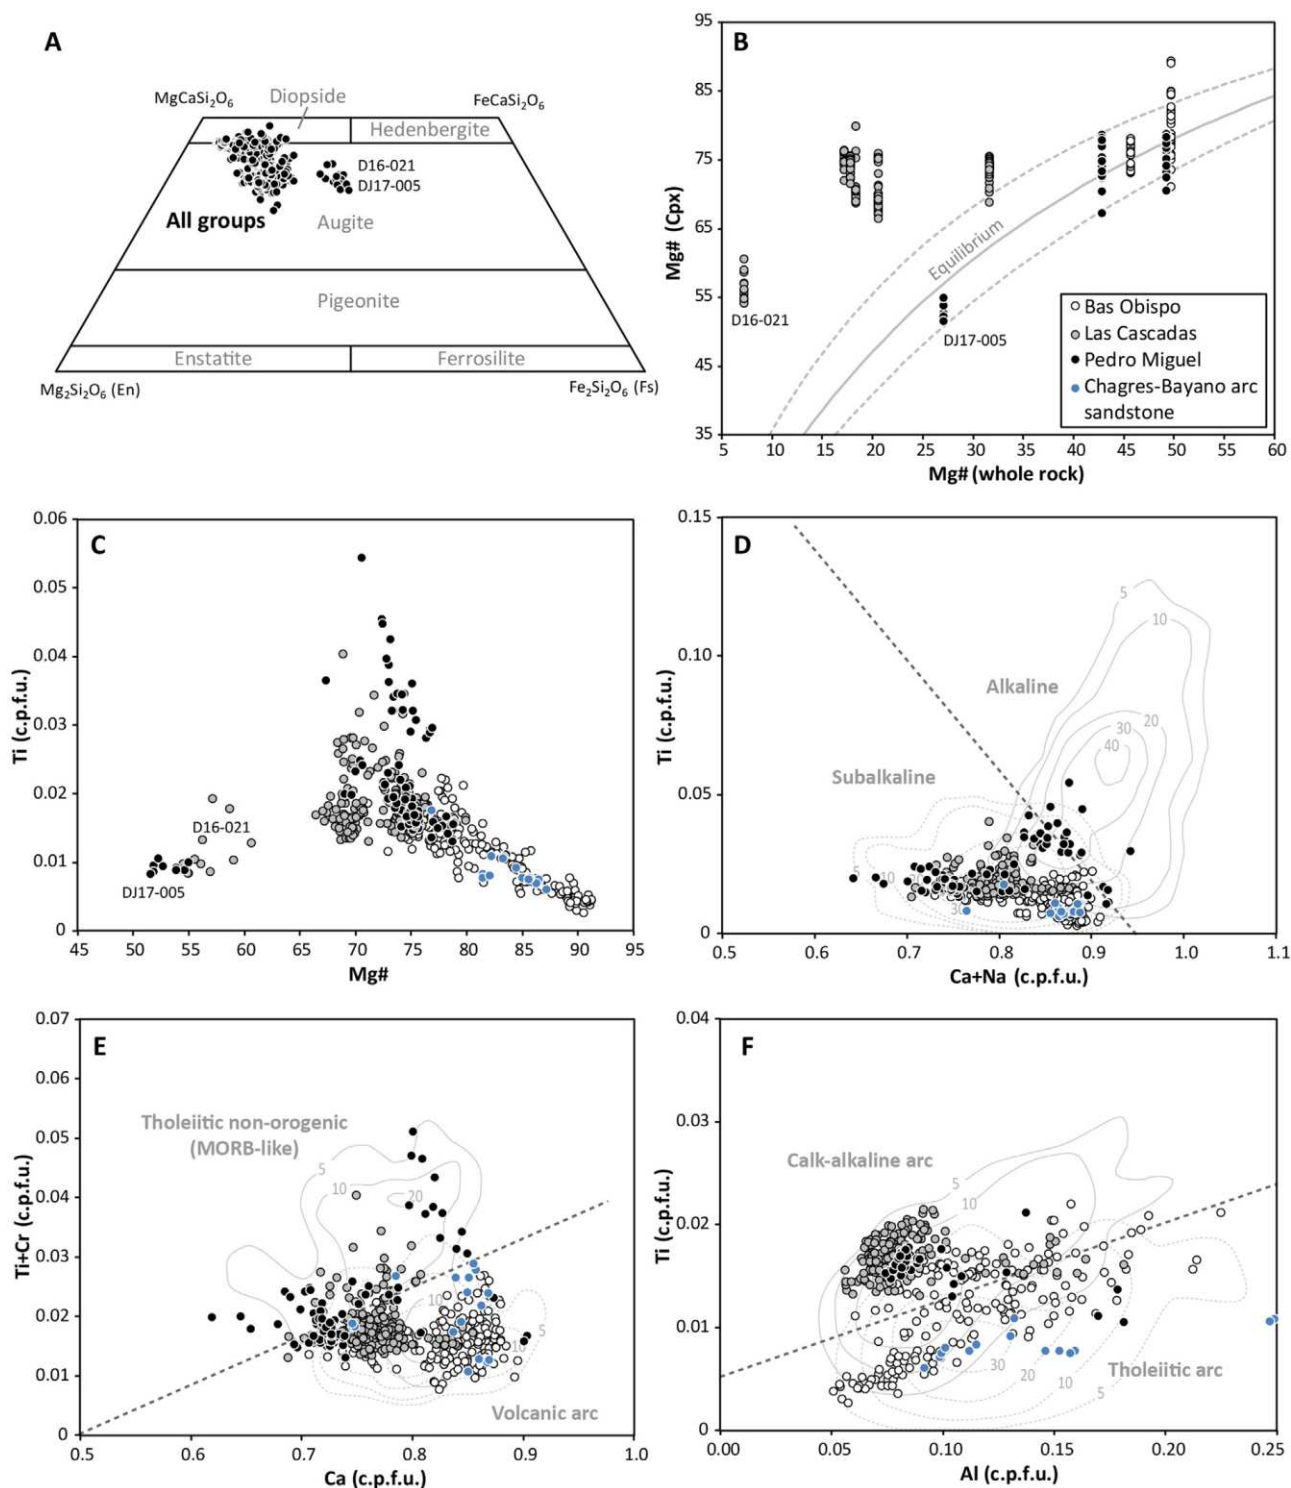 A
MgCaSi₂O₆
Diopside
FeCaSi₂O₆
Hedenbergite
D16-021
DJ17-005
All groups
Augite
Pigeonite
Enstatite
Ferrosilite
Mg₂Si₂O₆ (En)
Fe₂Si₂O₆ (Fs)
B
95
85
75
65
55
45
35
Mg# (Cpx)
Equilibrium
D16-021
DJ17-005
Bas Obispo
Las Cascadas
Pedro Miguel
Chagres-Bayano arc
sandstone
5 15 20 25 30 35 40 45 50 55 60
Mg# (whole rock)
C
0.06
0.05
0.04
0.03
0.02
0.01
0
Ti (c.p.f.u.)
D16-021
DJ17-005
45 50 55 60 65 70 75 80 85 90 95
Mg#
D
0.15
0.10
0.05
0
Ti (c.p.f.u.)
5
10
Alkaline
20
30
40
Subalkaline
5
10
30
0.5 0.6 0.7 0.8 0.9 1.0 1.1
Ca+Na (c.p.f.u.)
E
0.07
0.06
0.05
0.04
0.03
0.02
0.01
0
Ti+Cr (c.p.f.u.)
Tholeiitic non-orogenic
(MORB-like)
5
10
20
10
5
10
Volcanic arc
0.5 0.6 0.7 0.8 0.9 1.0
Ca (c.p.f.u.)
F
0.04
0.03
0.02
0.01
0
Ti (c.p.f.u.)
Calk-alkaline arc
5
10
30
20
10
5
Tholeiitic arc
0.00 0.05 0.10 0.15 0.20 0.25
Al (c.p.f.u.)